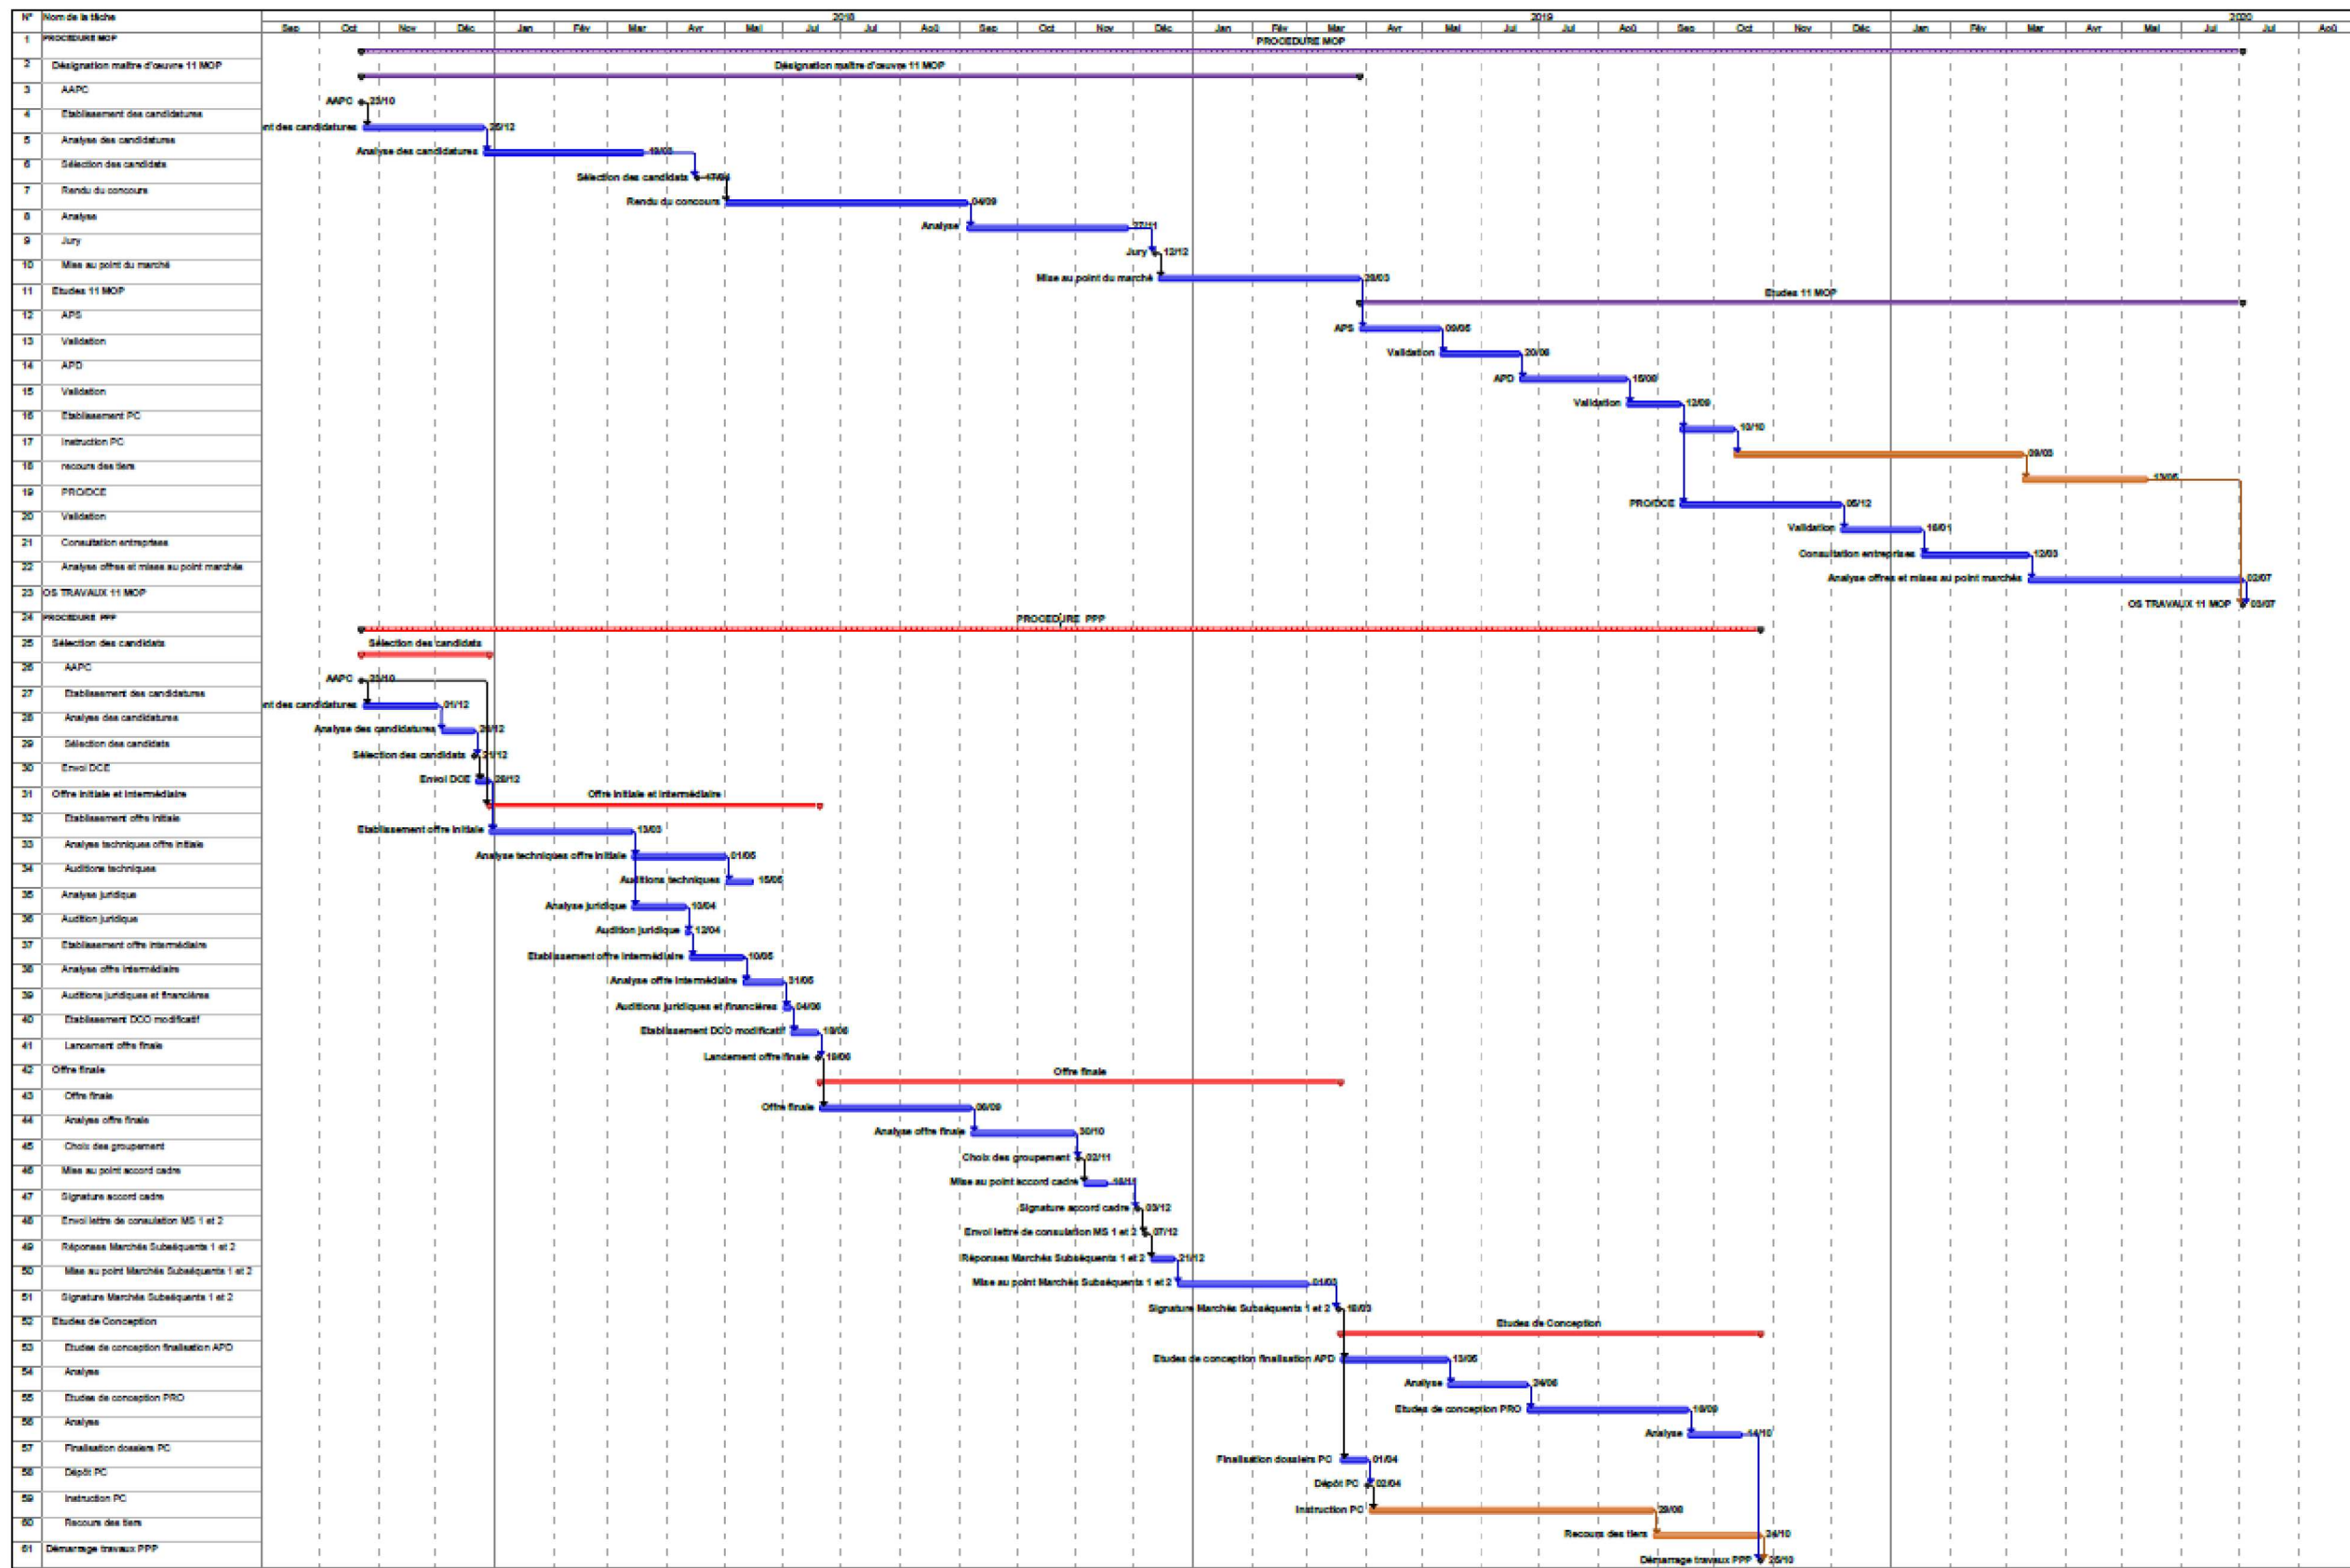 N° Nom de la tâche 2018 2019 2020
Sep Oct Nov Déc Jan Fév Mar Avr Mai Jui Jul Aoû Sep Oct Nov Déc Jan Fév Mar Avr Mai Jui Jul Aoû Sep Oct Nov Déc Jan Fév Mar Avr Mai Jui Jul Aoû
1 PROCEDURE MOP PROCEDURE MOP
2 Désignation maître d'œuvre 11 MOP Désignation maître d'œuvre 11 MOP
3 AAPC AAPC 23/10
4 Etablissement des candidatures nt des candidatures 25/12
5 Analyse des candidatures Analyse des candidatures
6 Sélection des candidats Sélection des candidats 17/04
7 Rendu du concours Rendu du concours 04/09
8 Analyse Analyse 27/11
9 Jury Jury 12/12
10 Mise au point du marché Mise au point du marché
11 Etudes 11 MOP Etudes 11 MOP
12 APS APS 09/05
13 Validation Validation 20/06
14 APD APD 15/08
15 Validation Validation 12/09
16 Etablissement PC 10/10
17 Instruction PC 09/03
18 recours des tiers
19 PRO/DCE PRO/DCE
20 Validation Validation
21 Consultation entreprises Consultation entreprises 12/03
22 Analyse offres et mises au point marchés Analyse offres et mises au point marchés 02/07
23 OS TRAVAUX 11 MOP OS TRAVAUX 11 MOP 03/07
24 PROCEDURE PPP PROCEDURE PPP
25 Sélection des candidats Sélection des candidats
26 AAPC AAPC 23/10
27 Etablissement des candidatures nt des candidatures 01/12
28 Analyse des candidatures Analyse des candidatures
29 Sélection des candidats Sélection des candidats 21/12
30 Envoi DCE Envoi DCE
31 Offre initiale et intermédiaire Offre initiale et intermédiaire
32 Etablissement offre initiale Etablissement offre initiale 13/03
33 Analyse techniques offre initiale Analyse techniques offre initiale 01/05
34 Auditions techniques Auditions techniques 15/05
35 Analyse juridique Analyse juridique 10/04
36 Audition juridique Audition juridique 12/04
37 Etablissement offre intermédiaire Etablissement offre intermédiaire 10/05
38 Analyse offre intermédiaire Analyse offre intermédiaire 31/05
39 Auditions juridiques et financières Auditions juridiques et financières 04/06
40 Etablissement DCO modificatif Etablissement DCO modificatif
41 Lancement offre finale Lancement offre finale
42 Offre finale Offre finale
43 Offre finale Offre finale 06/09
44 Analyse offre finale Analyse offre finale 30/10
45 Choix des groupement Choix des groupement 02/11
46 Mise au point accord cadre Mise au point accord cadre
47 Signature accord cadre Signature accord cadre 03/12
48 Envoi lettre de consulation MS 1 et 2 Envoi lettre de consulation MS 1 et 2 07/12
49 Réponses Marchés Subséquents 1 et 2 Réponses Marchés Subséquents 1 et 2 21/12
50 Mise au point Marchés Subséquents 1 et 2 Mise au point Marchés Subséquents 1 et 2 01/03
51 Signature Marchés Subséquents 1 et 2 Signature Marchés Subséquents 1 et 2
52 Etudes de Conception Etudes de Conception
53 Etudes de conception finalisation APD Etudes de conception finalisation APD 13/05
54 Analyse Analyse 24/06
55 Etudes de conception PRO Etudes de conception PRO
56 Analyse Analyse 14/10
57 Finalisation dossiers PC Finalisation dossiers PC 01/04
58 Dépôt PC Dépôt PC 02/04
59 Instruction PC Instruction PC
60 Recours des tiers Recours des tiers 24/10
61 Démarrage travaux PPP Démarrage travaux PPP 25/10